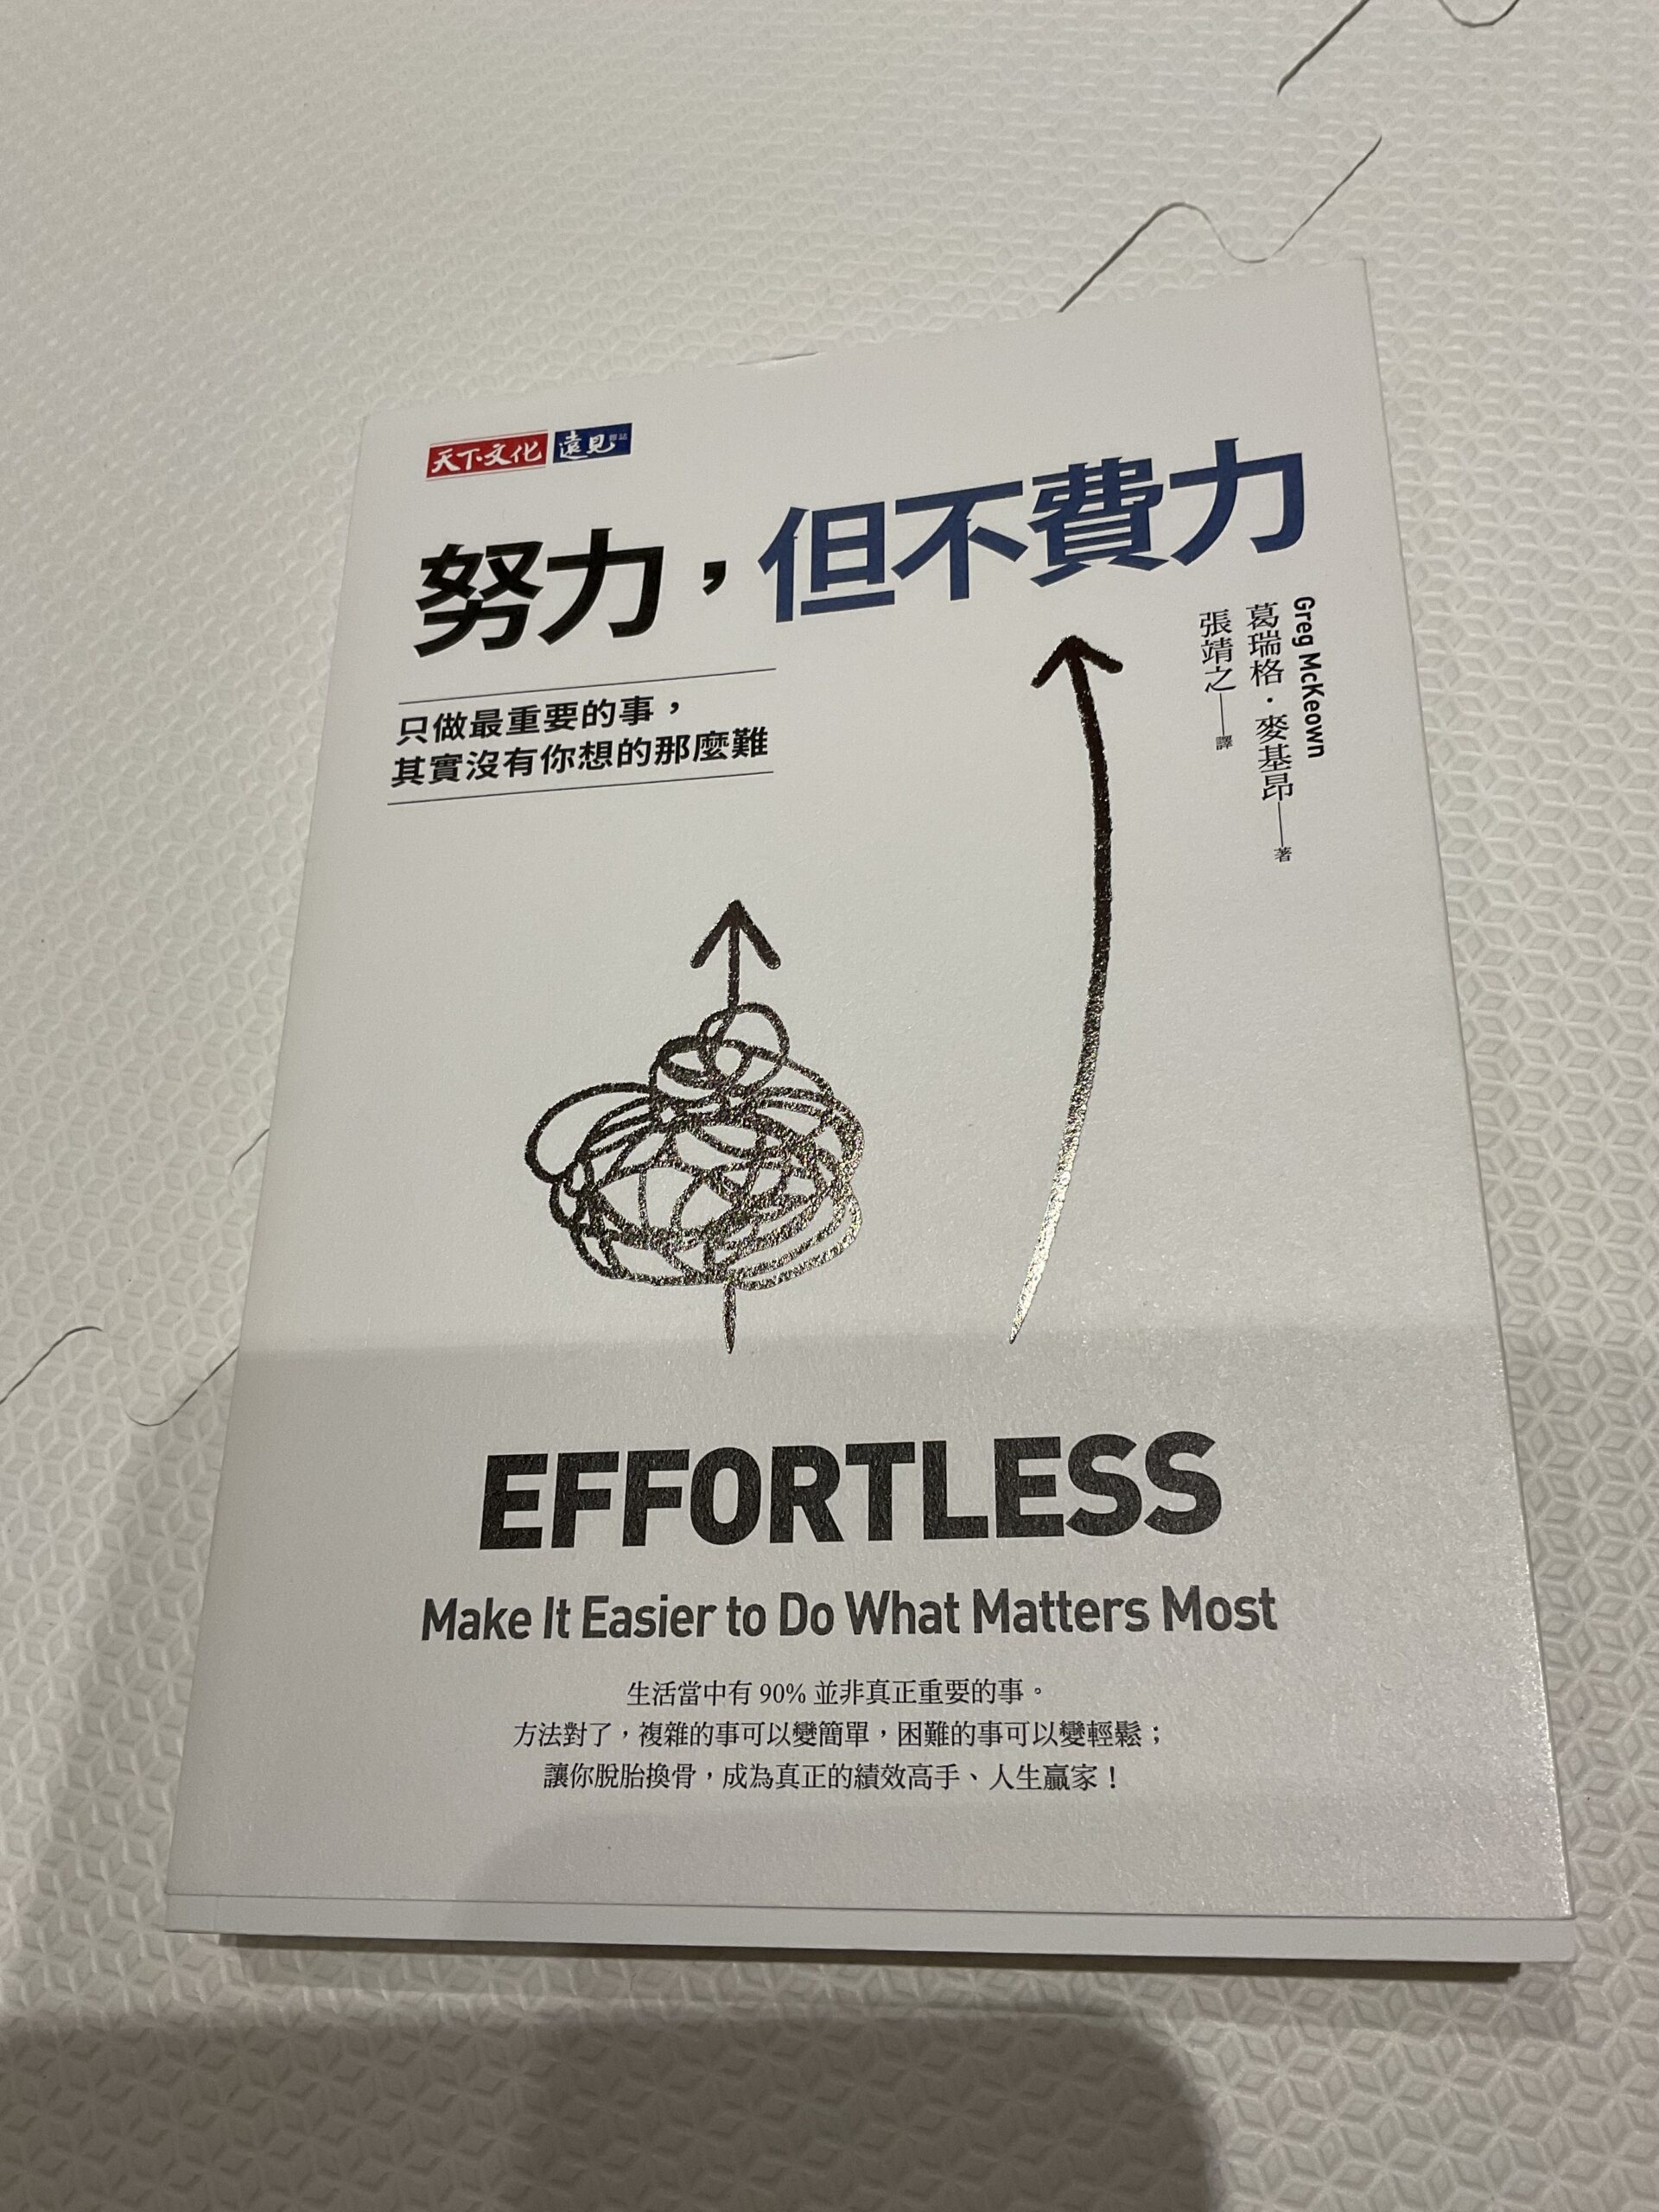 天下文化 遠見雜誌
努力，但不費力
只做最重要的事，
其實沒有你想的那麼難
Greg McKeown
葛瑞格．麥基昂——著
張靖之——譯
EFFORTLESS
Make It Easier to Do What Matters Most
生活當中有 90% 並非真正重要的事。
方法對了，複雜的事可以變簡單，困難的事可以變輕鬆；
讓你脫胎換骨，成為真正的績效高手、人生贏家！